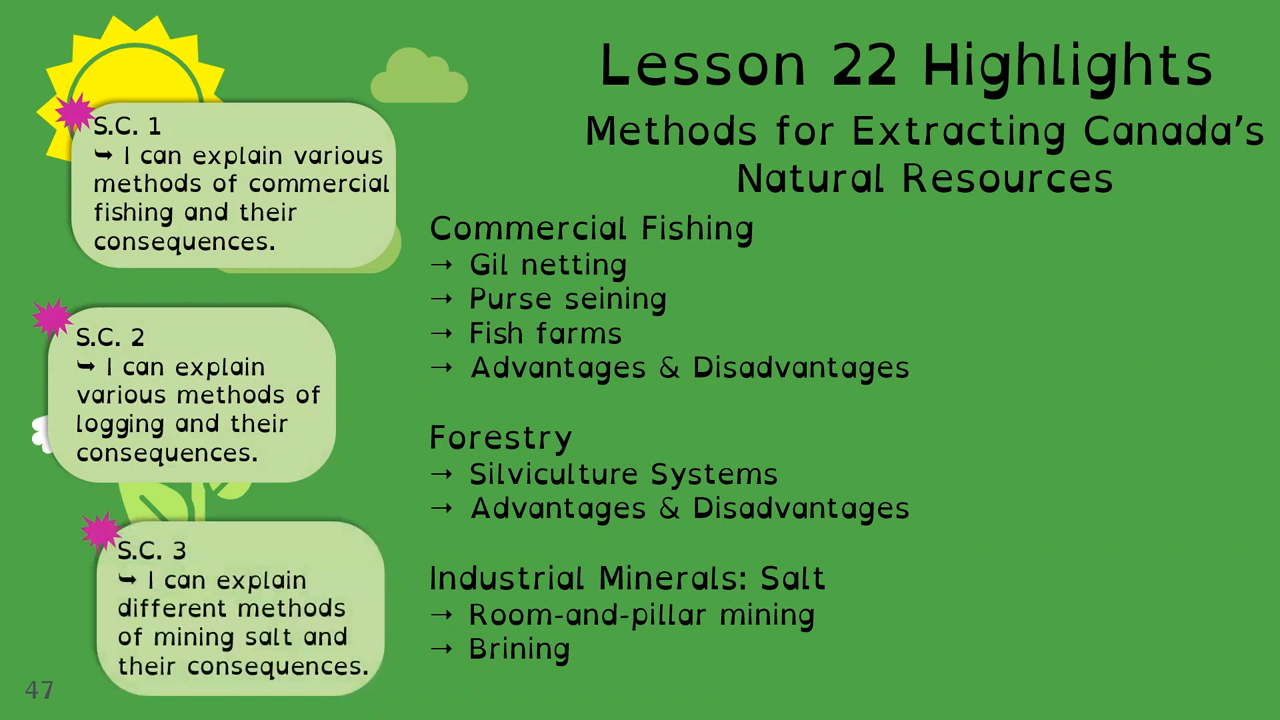 Lesson 22 Highlights
Methods for Extracting Canada's
Natural Resources
S.C. 1
➥ I can explain various
methods of commercial
fishing and their
consequences.
S.C. 2
➥ I can explain
various methods of
logging and their
consequences.
S.C. 3
➥ I can explain
different methods
of mining salt and
their consequences.
Commercial Fishing
→ Gil netting
→ Purse seining
→ Fish farms
→ Advantages & Disadvantages
Forestry
→ Silviculture Systems
→ Advantages & Disadvantages
Industrial Minerals: Salt
→ Room-and-pillar mining
→ Brining
47